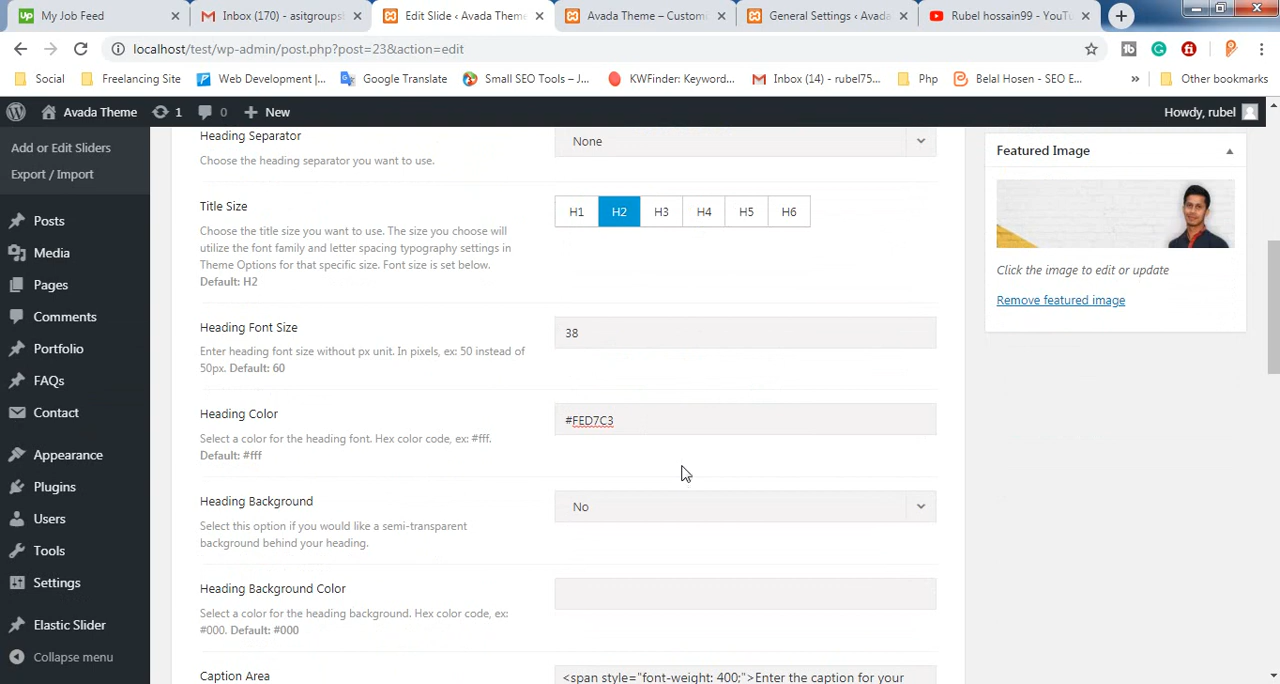 My Job Feed
Inbox (170) - asitgroupsl
Edit Slide ‹ Avada Theme
Avada Theme – Customi
General Settings ‹ Avada
Rubel hossain99 - YouTu
localhost/test/wp-admin/post.php?post=23&action=edit
Social
Freelancing Site
Web Development |...
Google Translate
Small SEO Tools – J...
KWFinder: Keywor...
Inbox (14) - rubel75...
Php
Belal Hosen - SEO E...
»
Other bookmarks
Avada Theme
1
0
New
Howdy, rubel
Add or Edit Sliders
Export / Import
Posts
Media
Pages
Comments
Portfolio
FAQs
Contact
Appearance
Plugins
Users
Tools
Settings
Elastic Slider
Collapse menu
Heading Separator
Choose the heading separator you want to use.
None
Title Size
Choose the title size you want to use. The size you choose will
utilize the font family and letter spacing typography settings in
Theme Options for that specific size. Font size is set below.
Default: H2
H1 H2 H3 H4 H5 H6
Heading Font Size
Enter heading font size without px unit. In pixels, ex: 50 instead of
50px. Default: 60
38
Heading Color
Select a color for the heading font. Hex color code, ex: #fff.
Default: #fff
#FED7C3
Heading Background
Select this option if you would like a semi-transparent
background behind your heading.
No
Heading Background Color
Select a color for the heading background. Hex color code, ex:
#000. Default: #000
Caption Area
<span style="font-weight: 400;">Enter the caption for your
Featured Image
Click the image to edit or update
Remove featured image